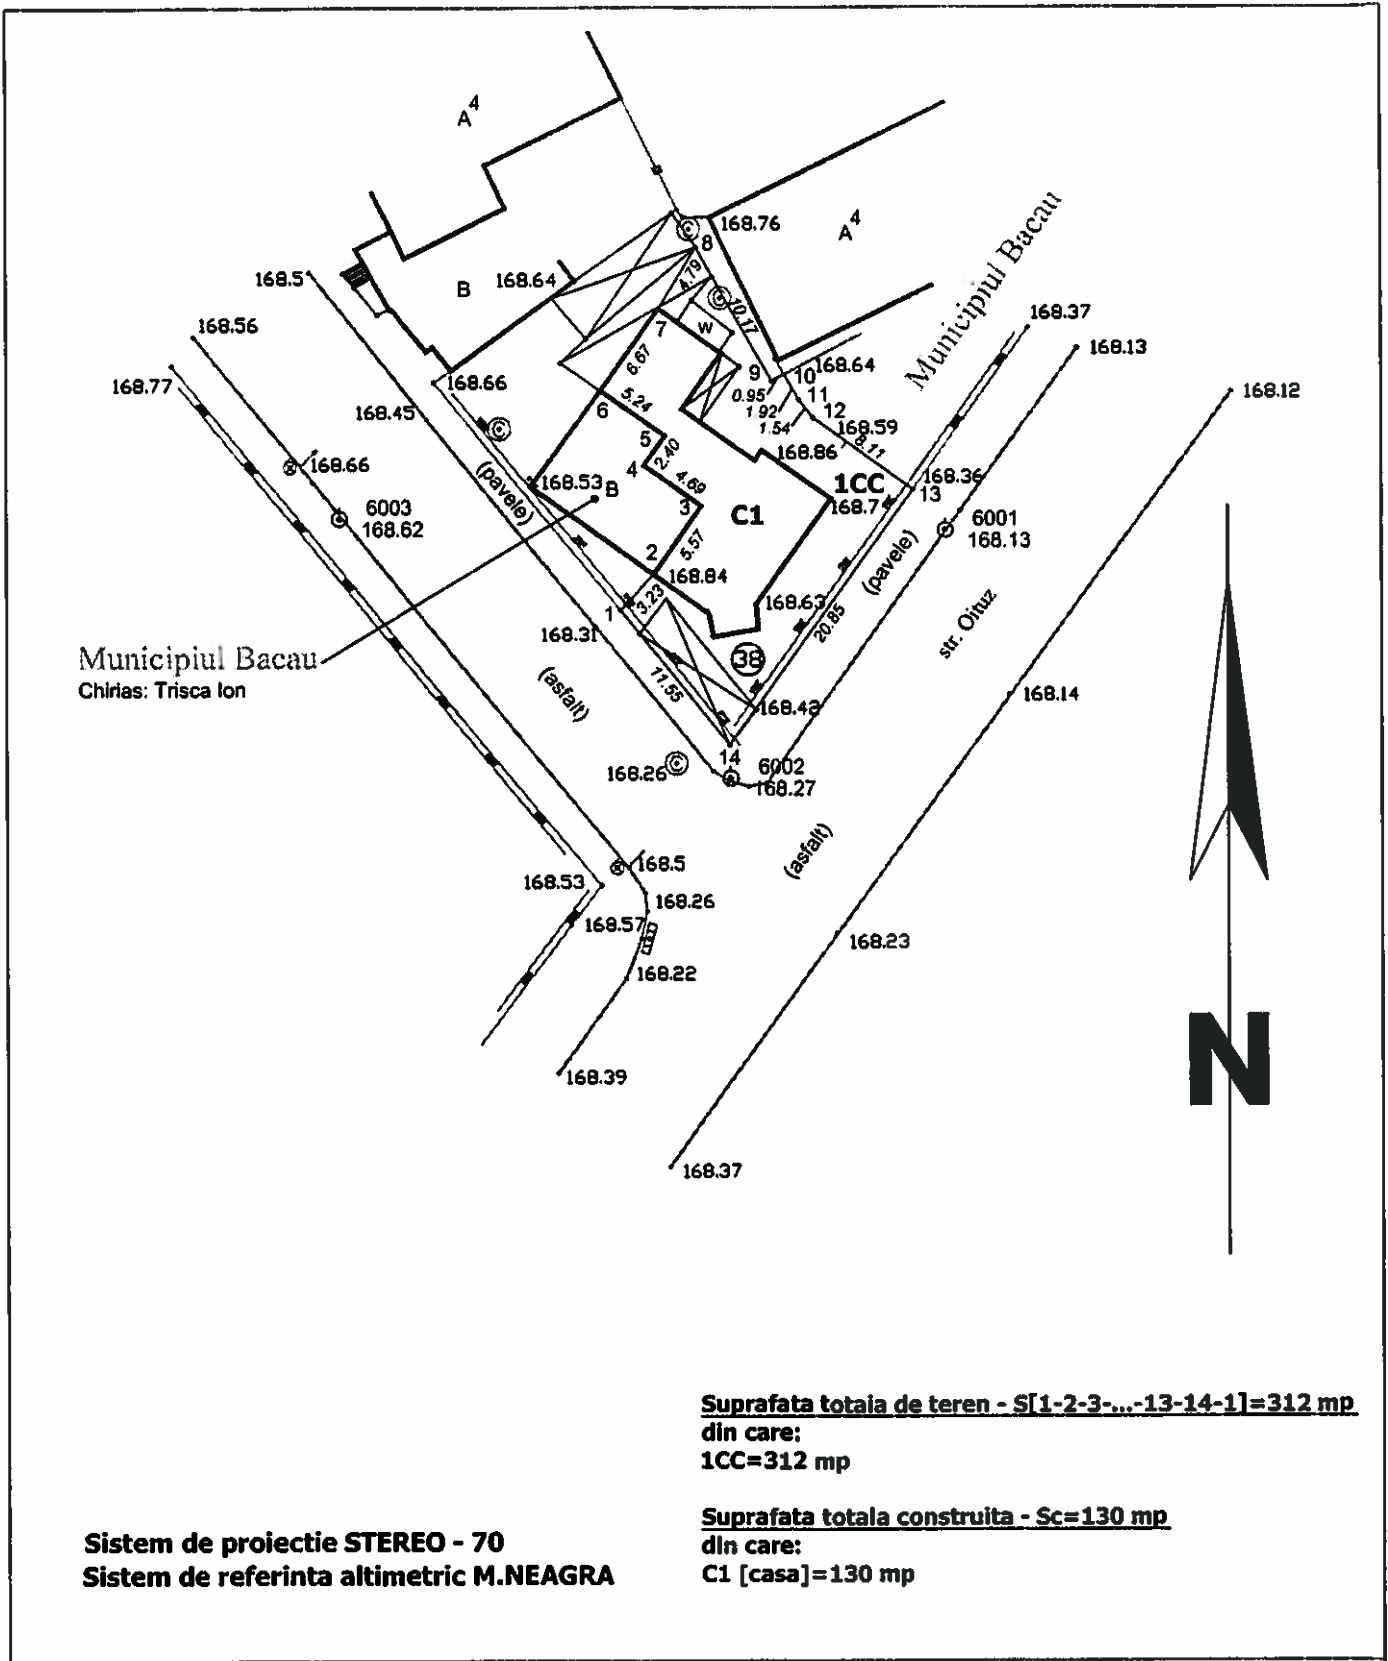 A 4
168.76
A 4
Municipiul Bacau
8
168.5
B
168.64
4.79
10.17
168.56
168.37
7
W
168.13
168.77
6.67
9
10
168.64
168.66
0.95
11
168.12
168.45
5.24
6
1.92
12
1.54
168.59
5
8.11
168.86
2.40
4
168.66
168.53
B
4.69
1CC
168.36
13
(pavele)
3
168.7
6003
168.62
C1
6001
168.13
5.57
2
168.84
(pavele)
3.23
1
168.63
20.85
168.31
str. Oituz
Municipiul Bacau
Chirias: Trisca Ion
38
11.55
(asfalt)
168.14
168.42
14
6002
168.26
168.27
(asfalt)
168.5
168.53
168.26
168.57
168.23
168.22
N
168.39
168.37
Suprafata totala de teren - S[1-2-3-...-13-14-1]=312 mp
din care:
1CC=312 mp
Suprafata totala construita - Sc=130 mp
din care:
C1 [casa]=130 mp
Sistem de proiectie STEREO - 70
Sistem de referinta altimetric M.NEAGRA